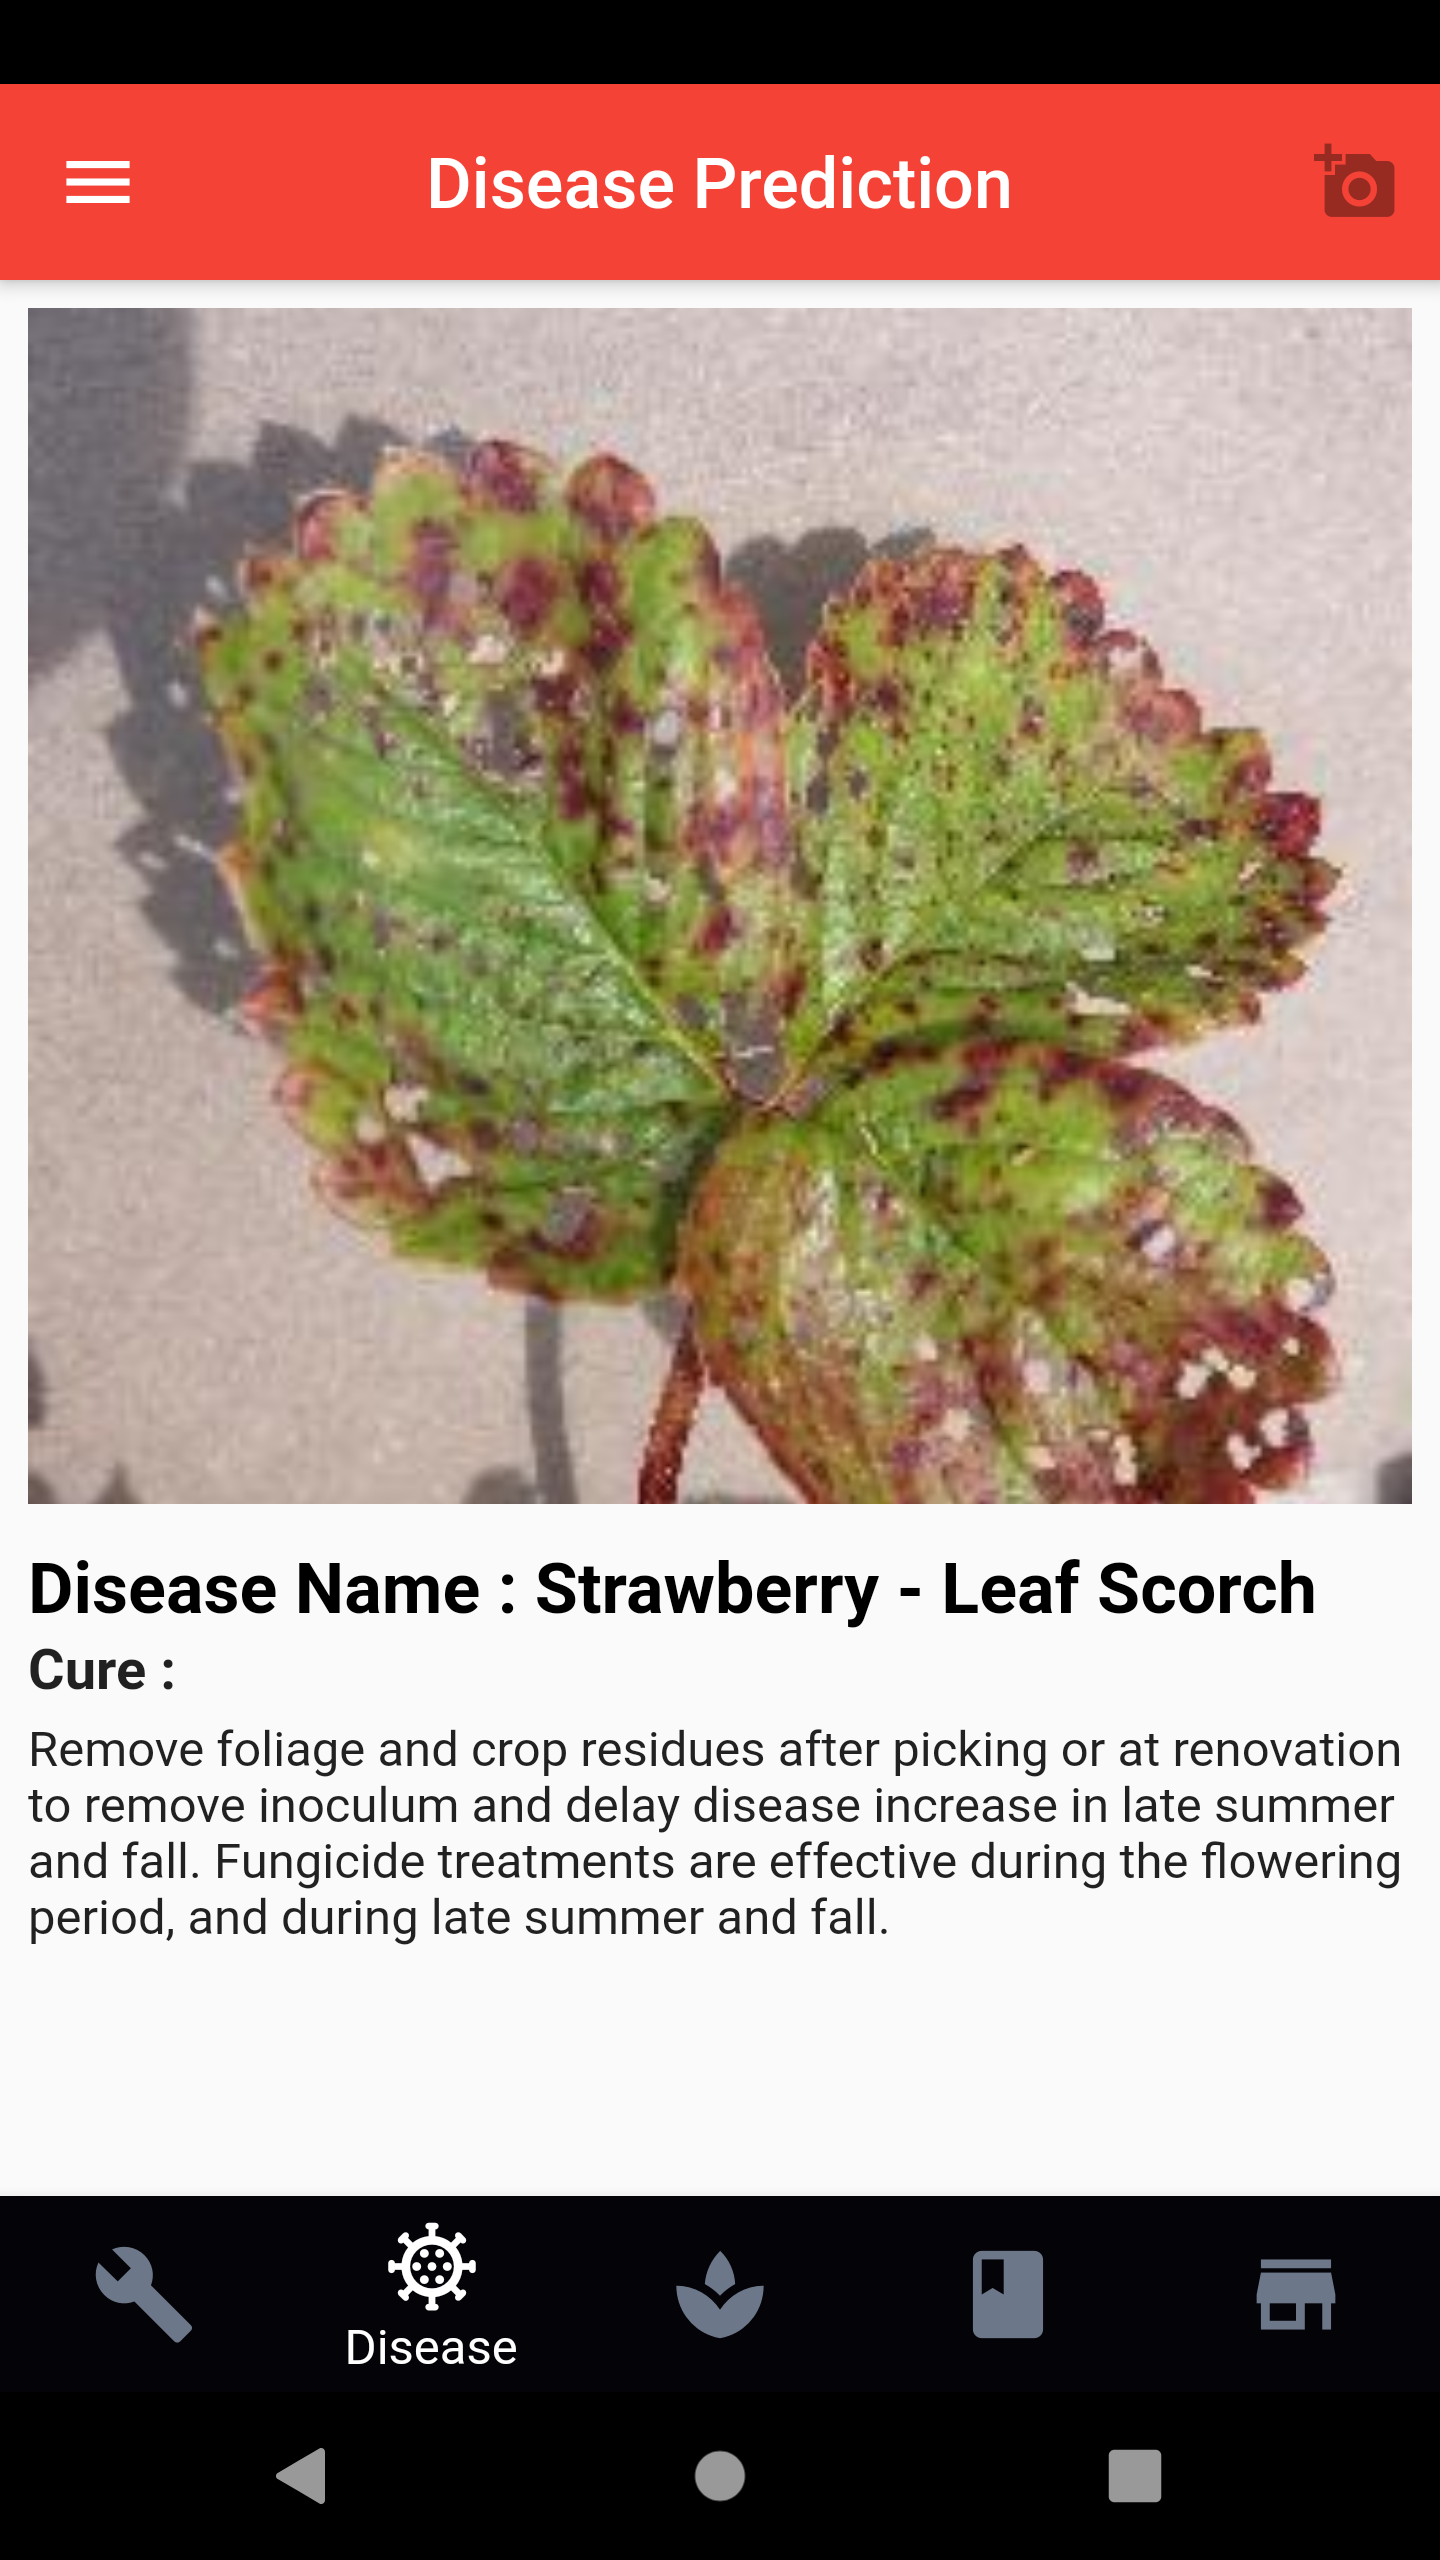 Disease Prediction
Disease Name : Strawberry - Leaf Scorch
Cure :
Remove foliage and crop residues after picking or at renovation
to remove inoculum and delay disease increase in late summer
and fall. Fungicide treatments are effective during the flowering
period, and during late summer and fall.
Disease